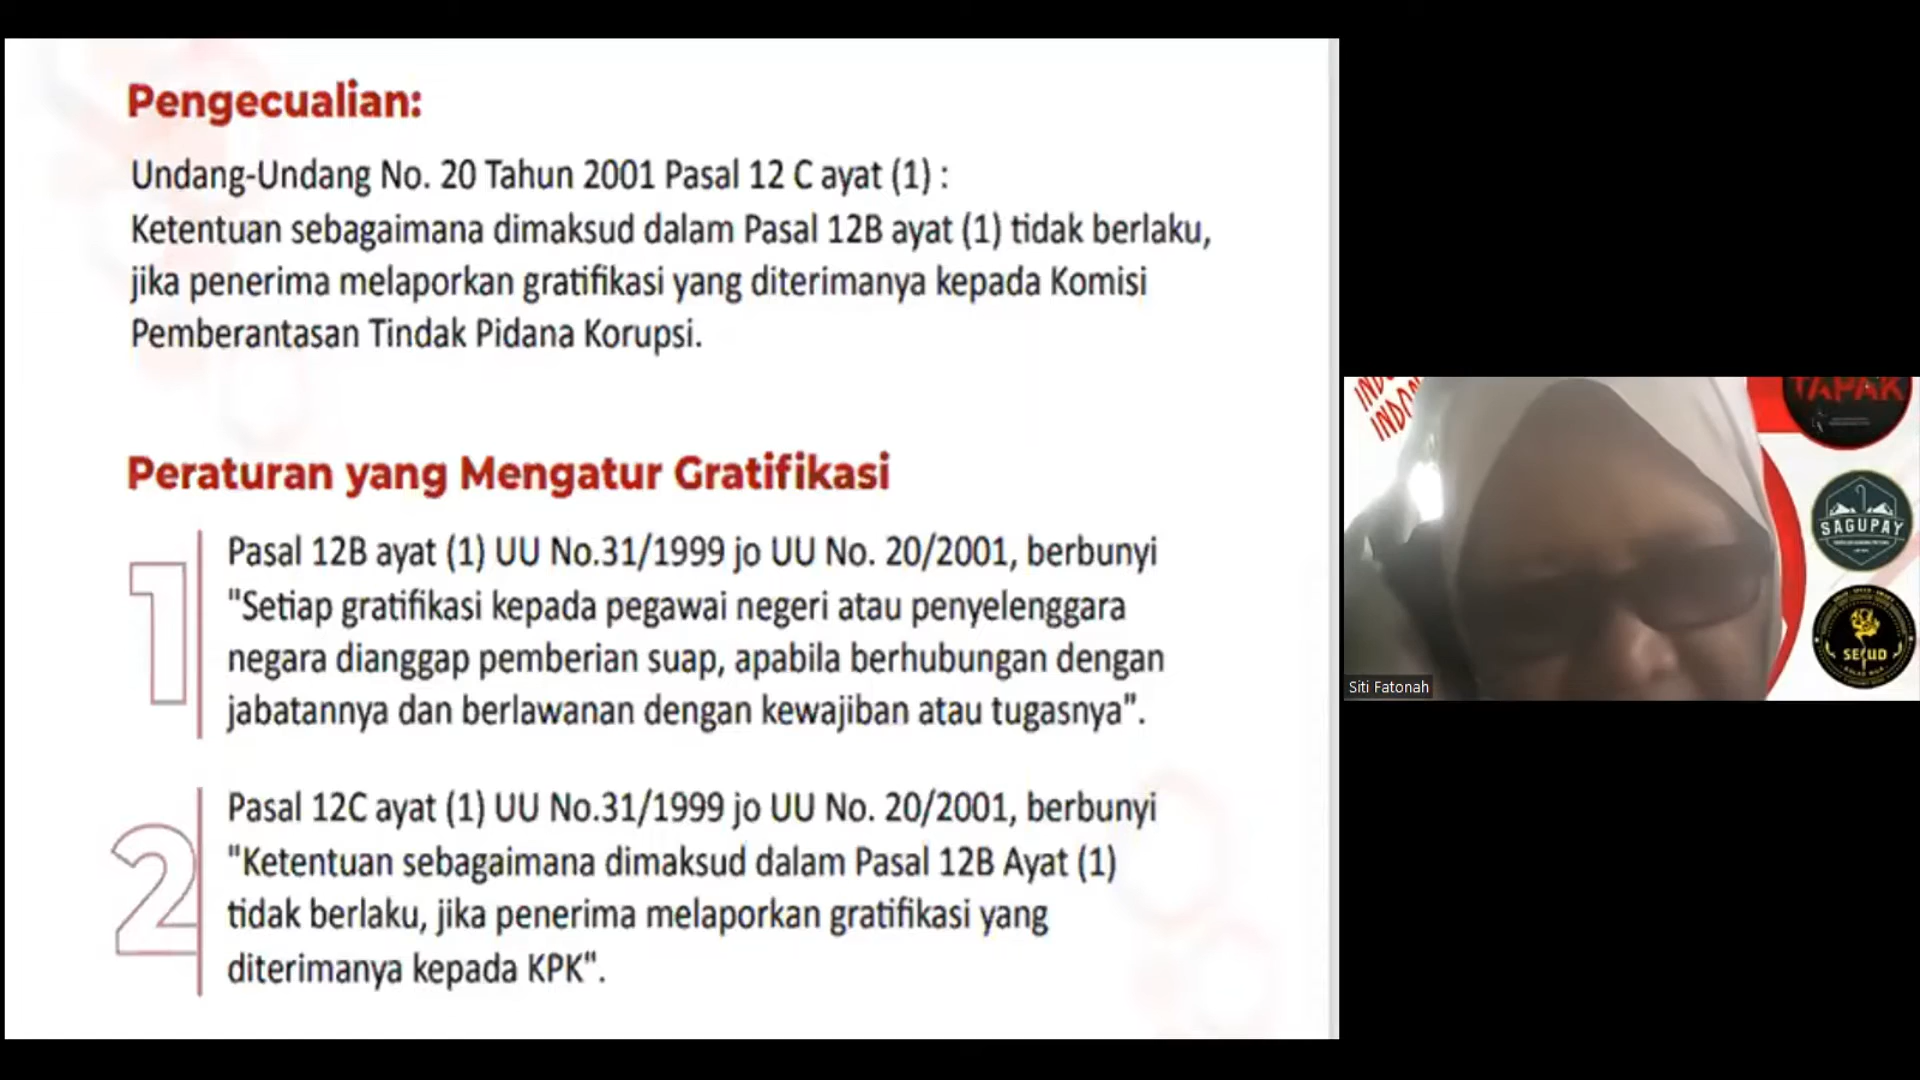 Pengecualian:
Undang-Undang No. 20 Tahun 2001 Pasal 12 C ayat (1) :
Ketentuan sebagaimana dimaksud dalam Pasal 12B ayat (1) tidak berlaku,
jika penerima melaporkan gratifikasi yang diterimanya kepada Komisi
Pemberantasan Tindak Pidana Korupsi.
Peraturan yang Mengatur Gratifikasi
1
Pasal 12B ayat (1) UU No.31/1999 jo UU No. 20/2001, berbunyi
"Setiap gratifikasi kepada pegawai negeri atau penyelenggara
negara dianggap pemberian suap, apabila berhubungan dengan
jabatannya dan berlawanan dengan kewajiban atau tugasnya".
2
Pasal 12C ayat (1) UU No.31/1999 jo UU No. 20/2001, berbunyi
"Ketentuan sebagaimana dimaksud dalam Pasal 12B Ayat (1)
tidak berlaku, jika penerima melaporkan gratifikasi yang
diterimanya kepada KPK".
TAPAK
SAGUPAY
Siti Fatonah